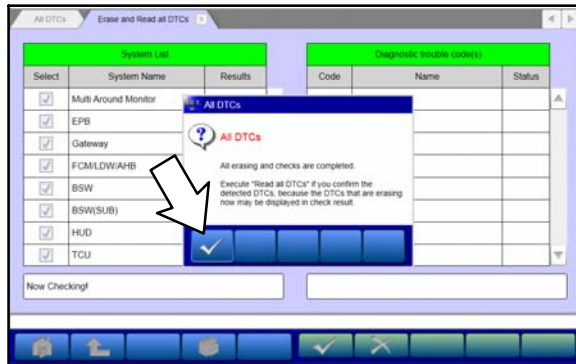 All DTCs
Erase and Read all DTCs
System List
Diagnostic trouble code(s)
Select
System Name
Results
Code
Name
Status
Multi Around Monitor
EPB
Gateway
FCM/LDW/AHB
BSW
BSW(SUB)
HUD
TCU
All DTCs
All DTCs
All erasing and checks are completed.
Execute "Read all DTCs" if you confirm the
detected DTCs, because the DTCs that are erasing
now may be displayed in check result.
Now Checking!